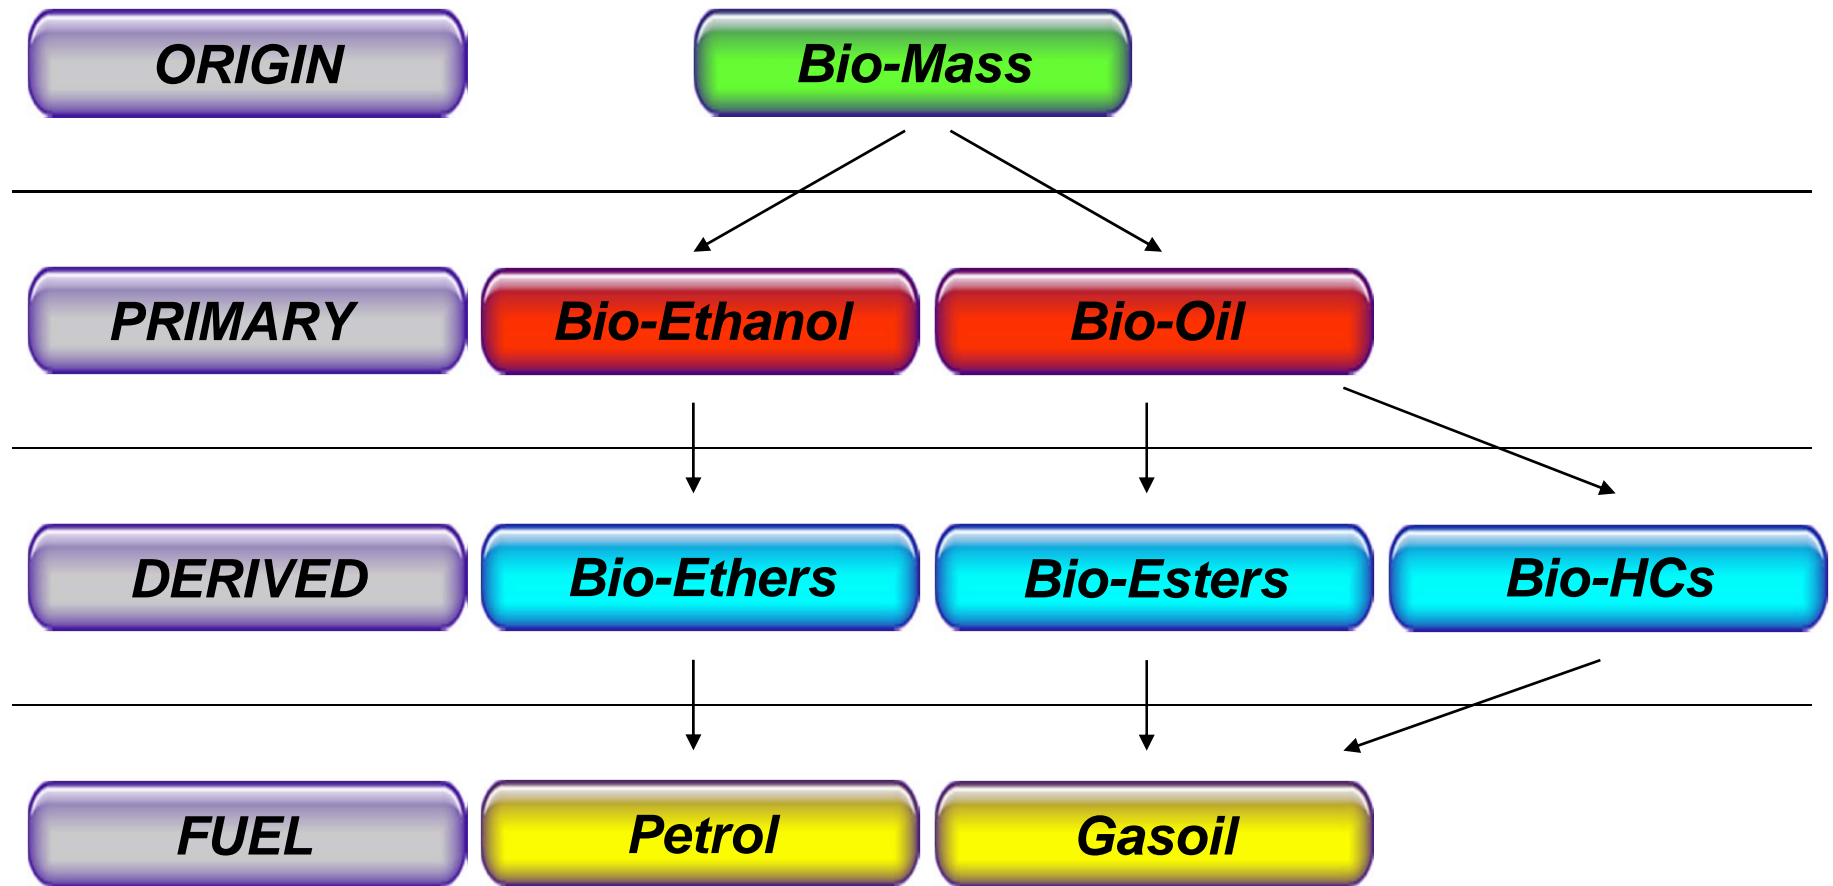 ORIGIN
Bio-Mass
PRIMARY
Bio-Ethanol
Bio-Oil
DERIVED
Bio-Ethers
Bio-Esters
Bio-HCs
FUEL
Petrol
Gasoil